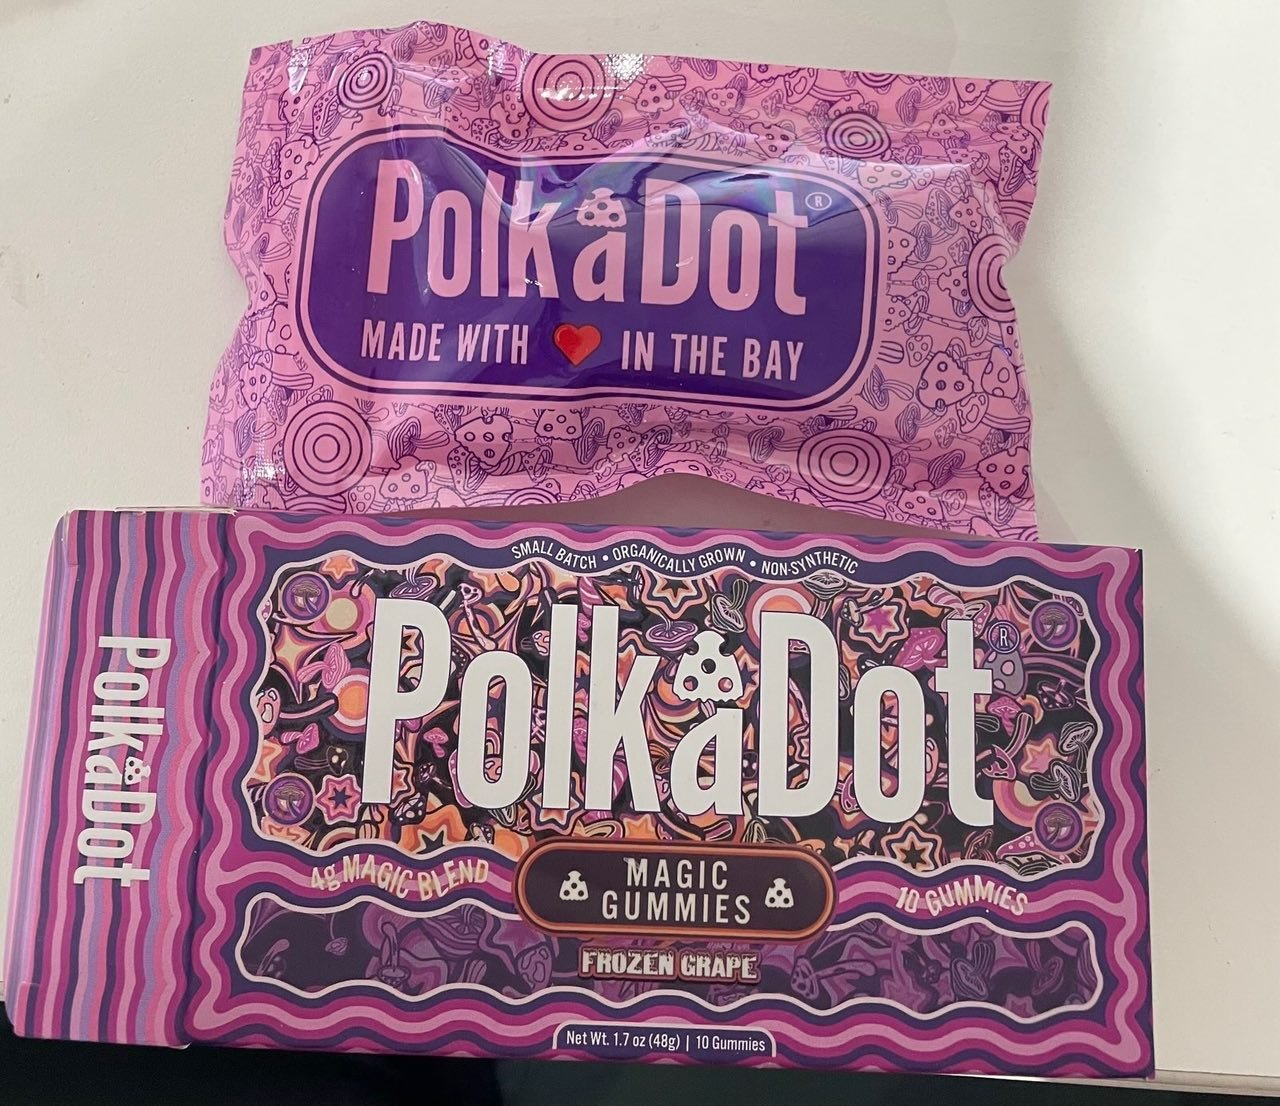 PolkaDot®
MADE WITH ❤ IN THE BAY
SMALL BATCH • ORGANICALLY GROWN • NON-SYNTHETIC
PolkaDot®
PolkaDot
4g MAGIC BLEND
MAGIC
GUMMIES
10 GUMMIES
FROZEN GRAPE
Net Wt. 1.7 oz (48g) | 10 Gummies